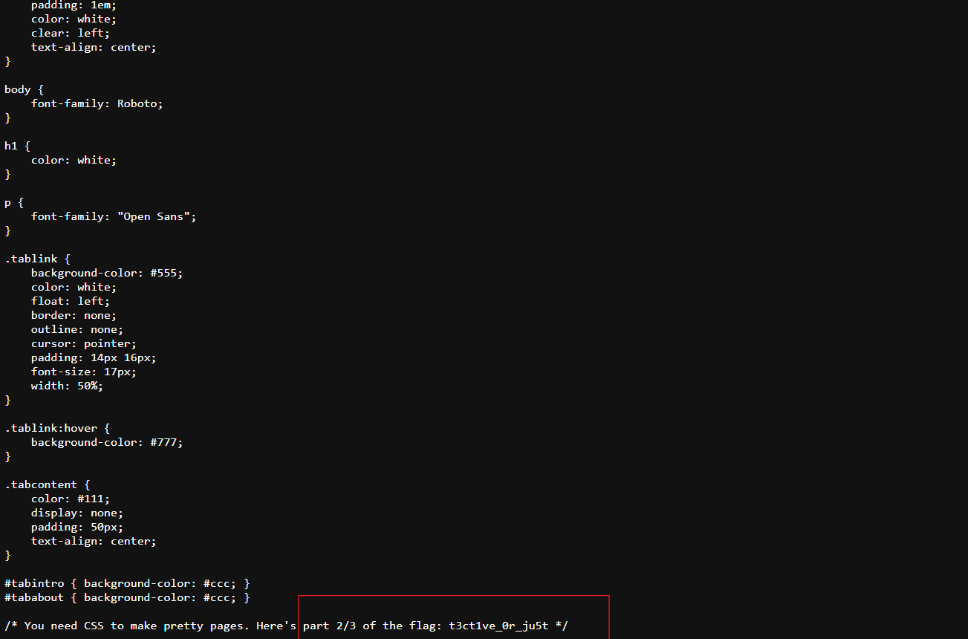 padding: 1em;
    color: white;
    clear: left;
    text-align: center;
}

body {
    font-family: Roboto;
}

h1 {
    color: white;
}

p {
    font-family: "Open Sans";
}

.tablink {
    background-color: #555;
    color: white;
    float: left;
    border: none;
    outline: none;
    cursor: pointer;
    padding: 14px 16px;
    font-size: 17px;
    width: 50%;
}

.tablink:hover {
    background-color: #777;
}

.tabcontent {
    color: #111;
    display: none;
    padding: 50px;
    text-align: center;
}

#tabintro { background-color: #ccc; }
#tababout { background-color: #ccc; }

/* You need CSS to make pretty pages. Here's part 2/3 of the flag: t3ct1ve_0r_ju5t */